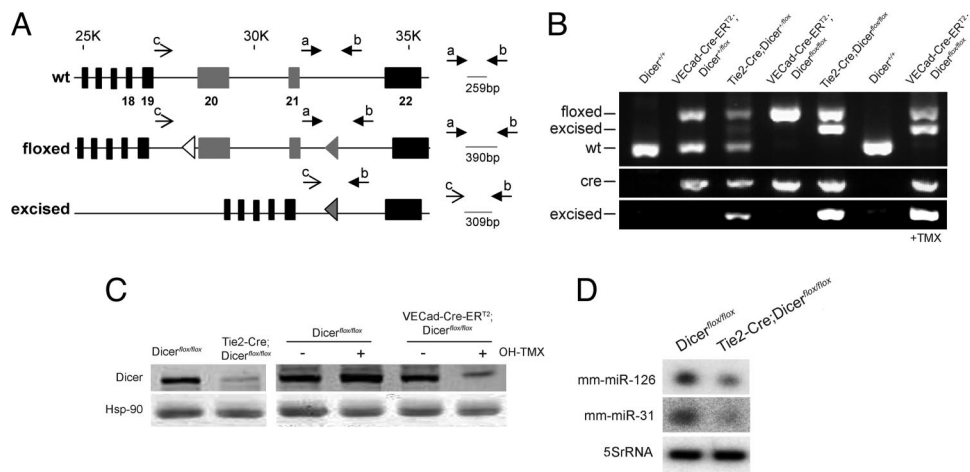 A
25K 30K 35K
c a b a b
wt
259bp
18 19 20 21 22
c a b a b
floxed
390bp
c b c b
excised
309bp
B
Dicer+/+
VECad-Cre-ERT2;
Dicer+/flox
Tie2-Cre;Dicer+/flox
VECad-Cre-ERT2;
Dicerflox/flox
Tie2-Cre;Dicerflox/flox
Dicer+/+
VECad-Cre-ERT2;
Dicerflox/flox
floxed
excised
wt
cre
excised
+TMX
C
Dicerflox/flox
Tie2-Cre;
Dicerflox/flox
Dicerflox/flox
VECad-Cre-ERT2;
Dicerflox/flox
- + - + OH-TMX
Dicer
Hsp-90
D
Dicerflox/flox
Tie2-Cre;Dicerflox/flox
mm-miR-126
mm-miR-31
5SrRNA